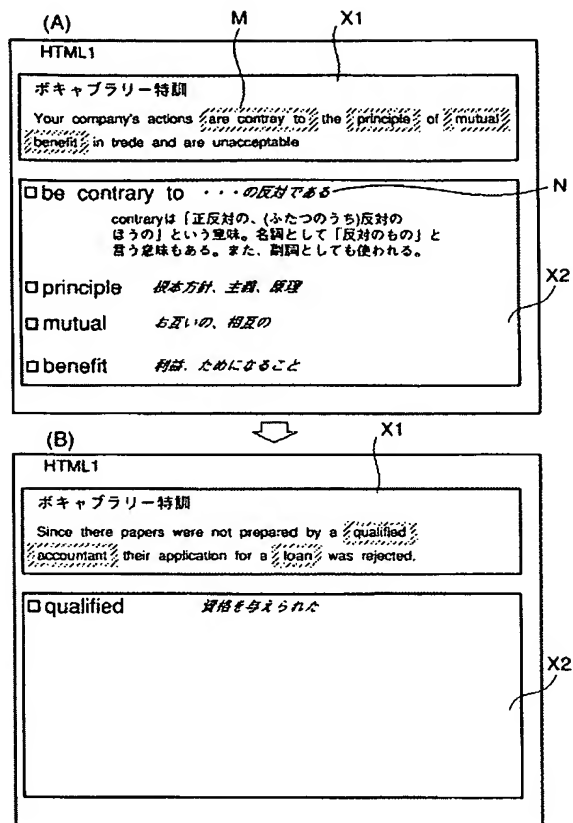 (A)
M
X1
HTML1
ボキャブラリー特訓
Your company's actions are contray to the principle of mutual
benefit in trade and are unacceptable
□be contrary to ・・・の反対である
N
contraryは「正反対の、(ふたつのうち)反対の
ほうの」という意味。名詞として「反対のもの」と
言う意味もある。また、副詞としても使われる。
X2
□principle 根本方針、主義、原理
□mutual お互いの、相互の
□benefit 利益、ためになること
(B)
X1
HTML1
ボキャブラリー特訓
Since there papers were not prepared by a qualified
accountant their application for a loan was rejected.
□qualified 資格を与えられた
X2